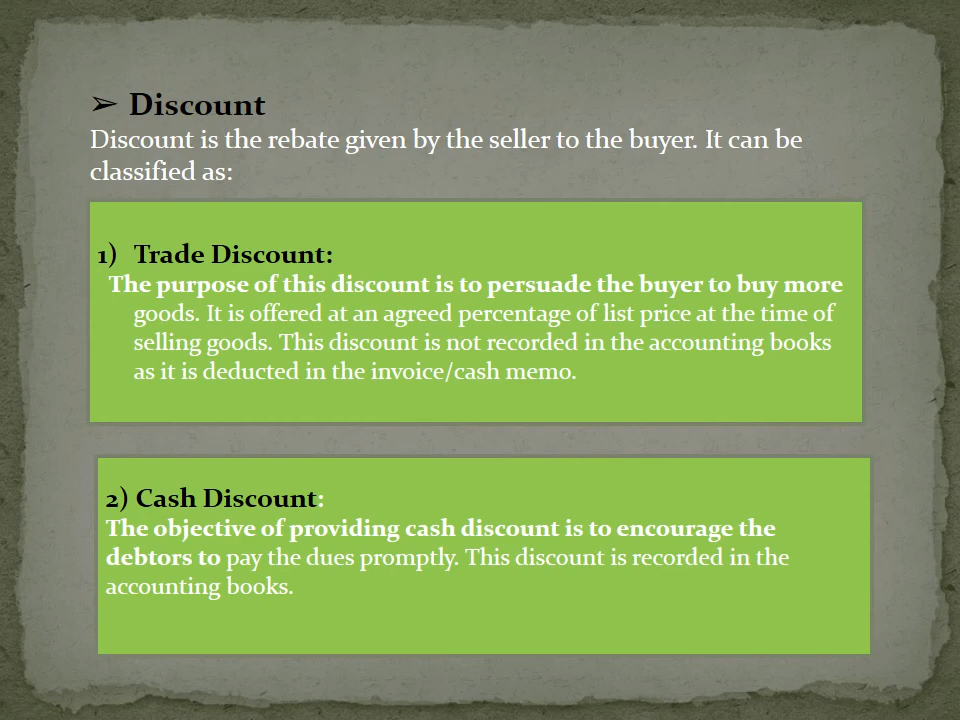 ➢ Discount
Discount is the rebate given by the seller to the buyer. It can be
classified as:
1) Trade Discount:
The purpose of this discount is to persuade the buyer to buy more
goods. It is offered at an agreed percentage of list price at the time of
selling goods. This discount is not recorded in the accounting books
as it is deducted in the invoice/cash memo.
2) Cash Discount:
The objective of providing cash discount is to encourage the
debtors to pay the dues promptly. This discount is recorded in the
accounting books.